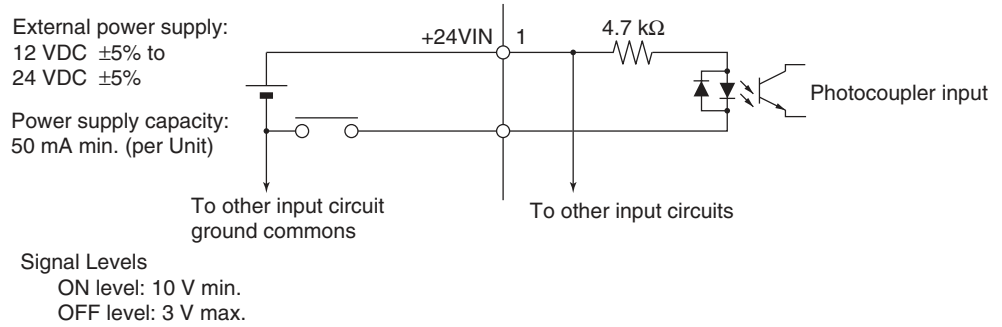 External power supply:
12 VDC ±5% to
24 VDC ±5%
Power supply capacity:
50 mA min. (per Unit)
+24VIN
1
4.7 kΩ
Photocoupler input
To other input circuit
ground commons
To other input circuits
Signal Levels
ON level: 10 V min.
OFF level: 3 V max.